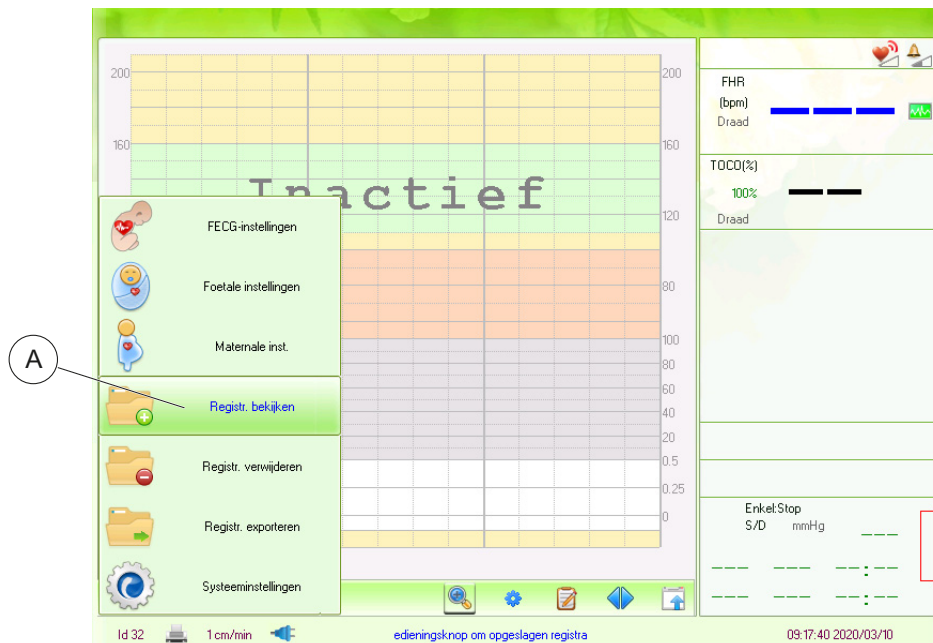 200
160
Inactief
200
160
120
80
100
80
60
40
20
0.5
0.25
0
FECG-instellingen
Foetale instellingen
Maternale inst.
A
Registr. bekijken
Registr. verwijderen
Registr. exporteren
Systeeminstellingen
FHR
(bpm)
Draad
TOCO(%)
100%
Draad
Enkel:Stop
S/D mmHg
Id 32 1 cm/min edieningsknop om opgeslagen registra 09:17:40 2020/03/10